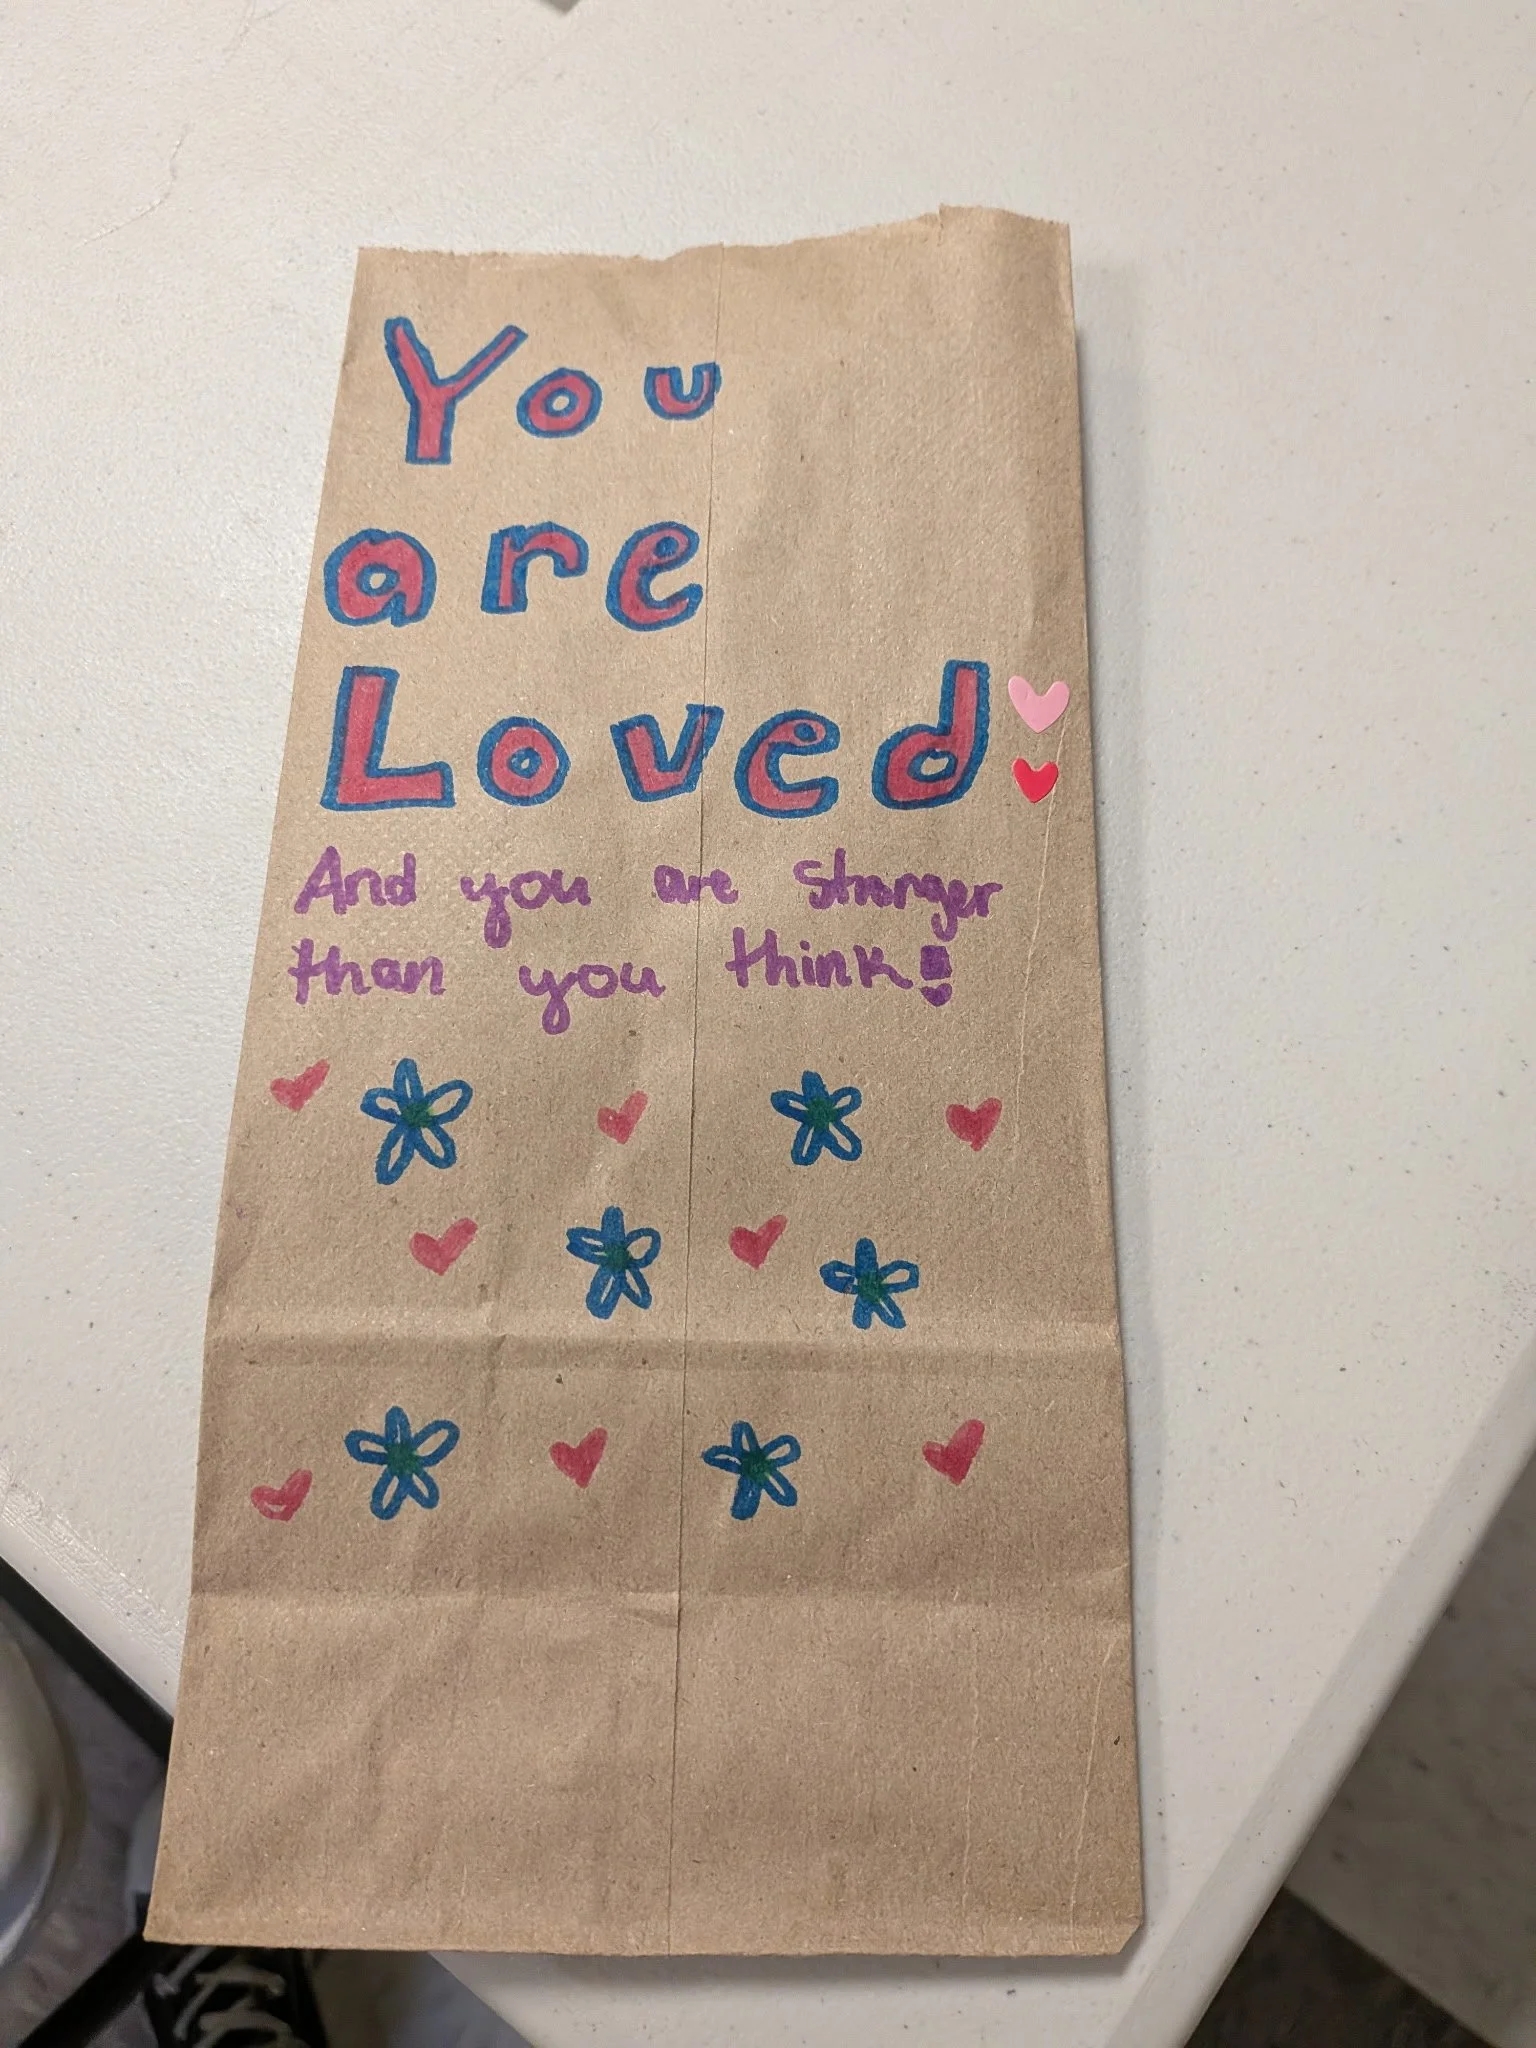 You
are
Loved
And you are stronger
than you think!